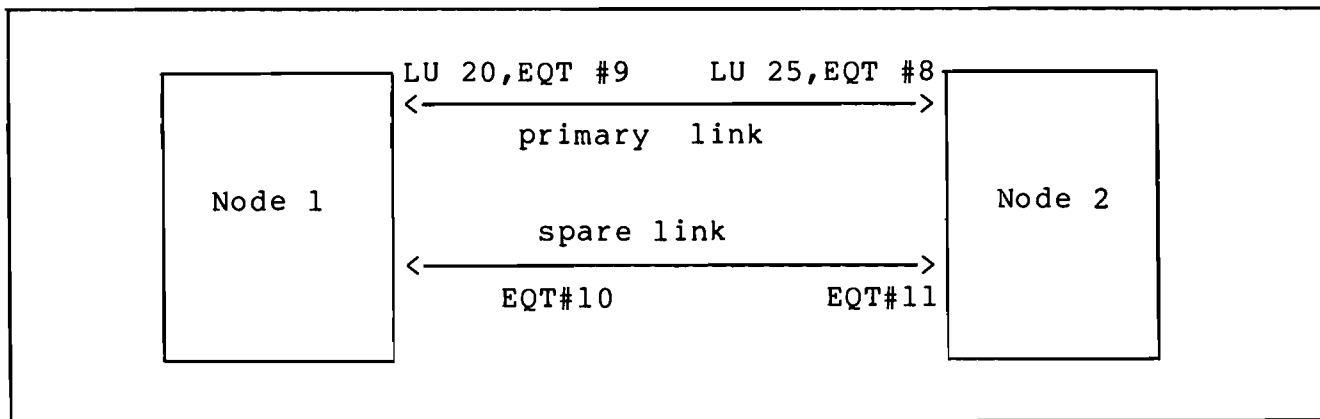 LU 20,EQT #9 LU 25,EQT #8
primary link
Node 1
Node 2
spare link
EQT#10 EQT#11